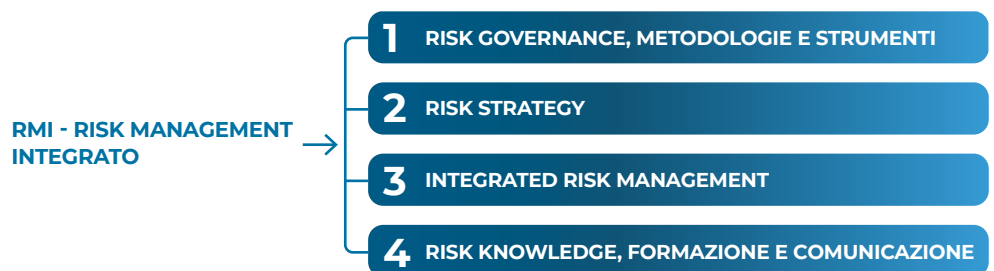 RMI - RISK MANAGEMENT
INTEGRATO
1 RISK GOVERNANCE, METODOLOGIE E STRUMENTI
2 RISK STRATEGY
3 INTEGRATED RISK MANAGEMENT
4 RISK KNOWLEDGE, FORMAZIONE E COMUNICAZIONE